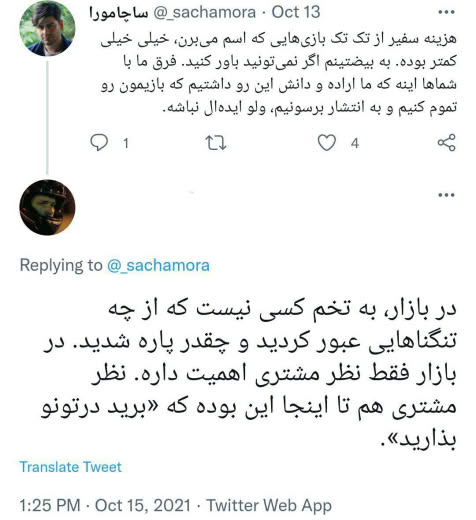 ساجامورا @_sachamora · Oct 13
هزینه سفیر از تک تک بازی‌هایی که اسم می‌برن، خیلی خیلی
کمتر بوده. به بیضتینم اگر نمی‌تونید باور کنید. فرق ما با
شماها اینه که ما اراده و دانش این رو داشتیم که بازیمون رو
تموم کنیم و به انتشار برسونیم، ولو ایده‌ال نباشه.
1 4
Replying to @_sachamora
در بازار، به تخم کسی نیست که از چه
تنگناهایی عبور کردید و چقدر پاره شدید. در
بازار فقط نظر مشتری اهمیت داره. نظر
مشتری هم تا اینجا این بوده که «برید درتونو
بذارید».
Translate Tweet
1:25 PM · Oct 15, 2021 · Twitter Web App